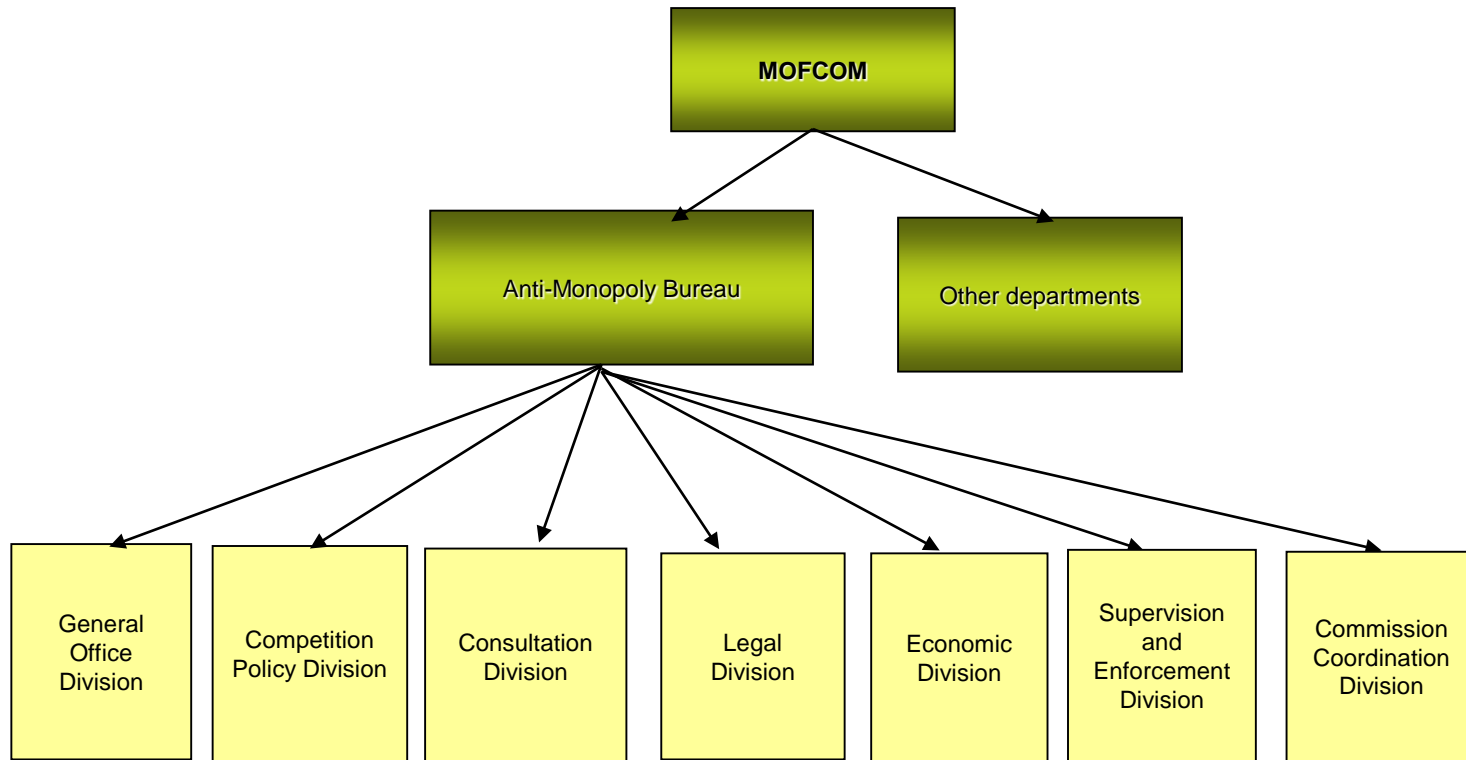 MOFCOM
Anti-Monopoly Bureau
Other departments
General
Office
Division
Competition
Policy Division
Consultation
Division
Legal
Division
Economic
Division
Supervision
and
Enforcement
Division
Commission
Coordination
Division